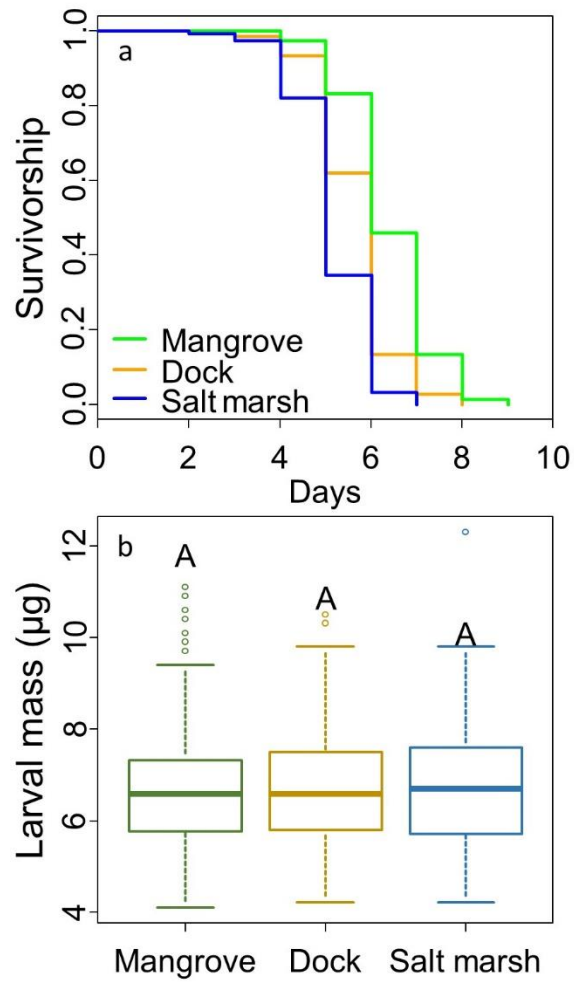 a
Survivorship
1.0
0.8
0.6
0.4
0.2
0.0
Mangrove
Dock
Salt marsh
0 2 4 6 8 10
Days
b
Larval mass (µg)
12
10
8
6
4
A A A
Mangrove Dock Salt marsh